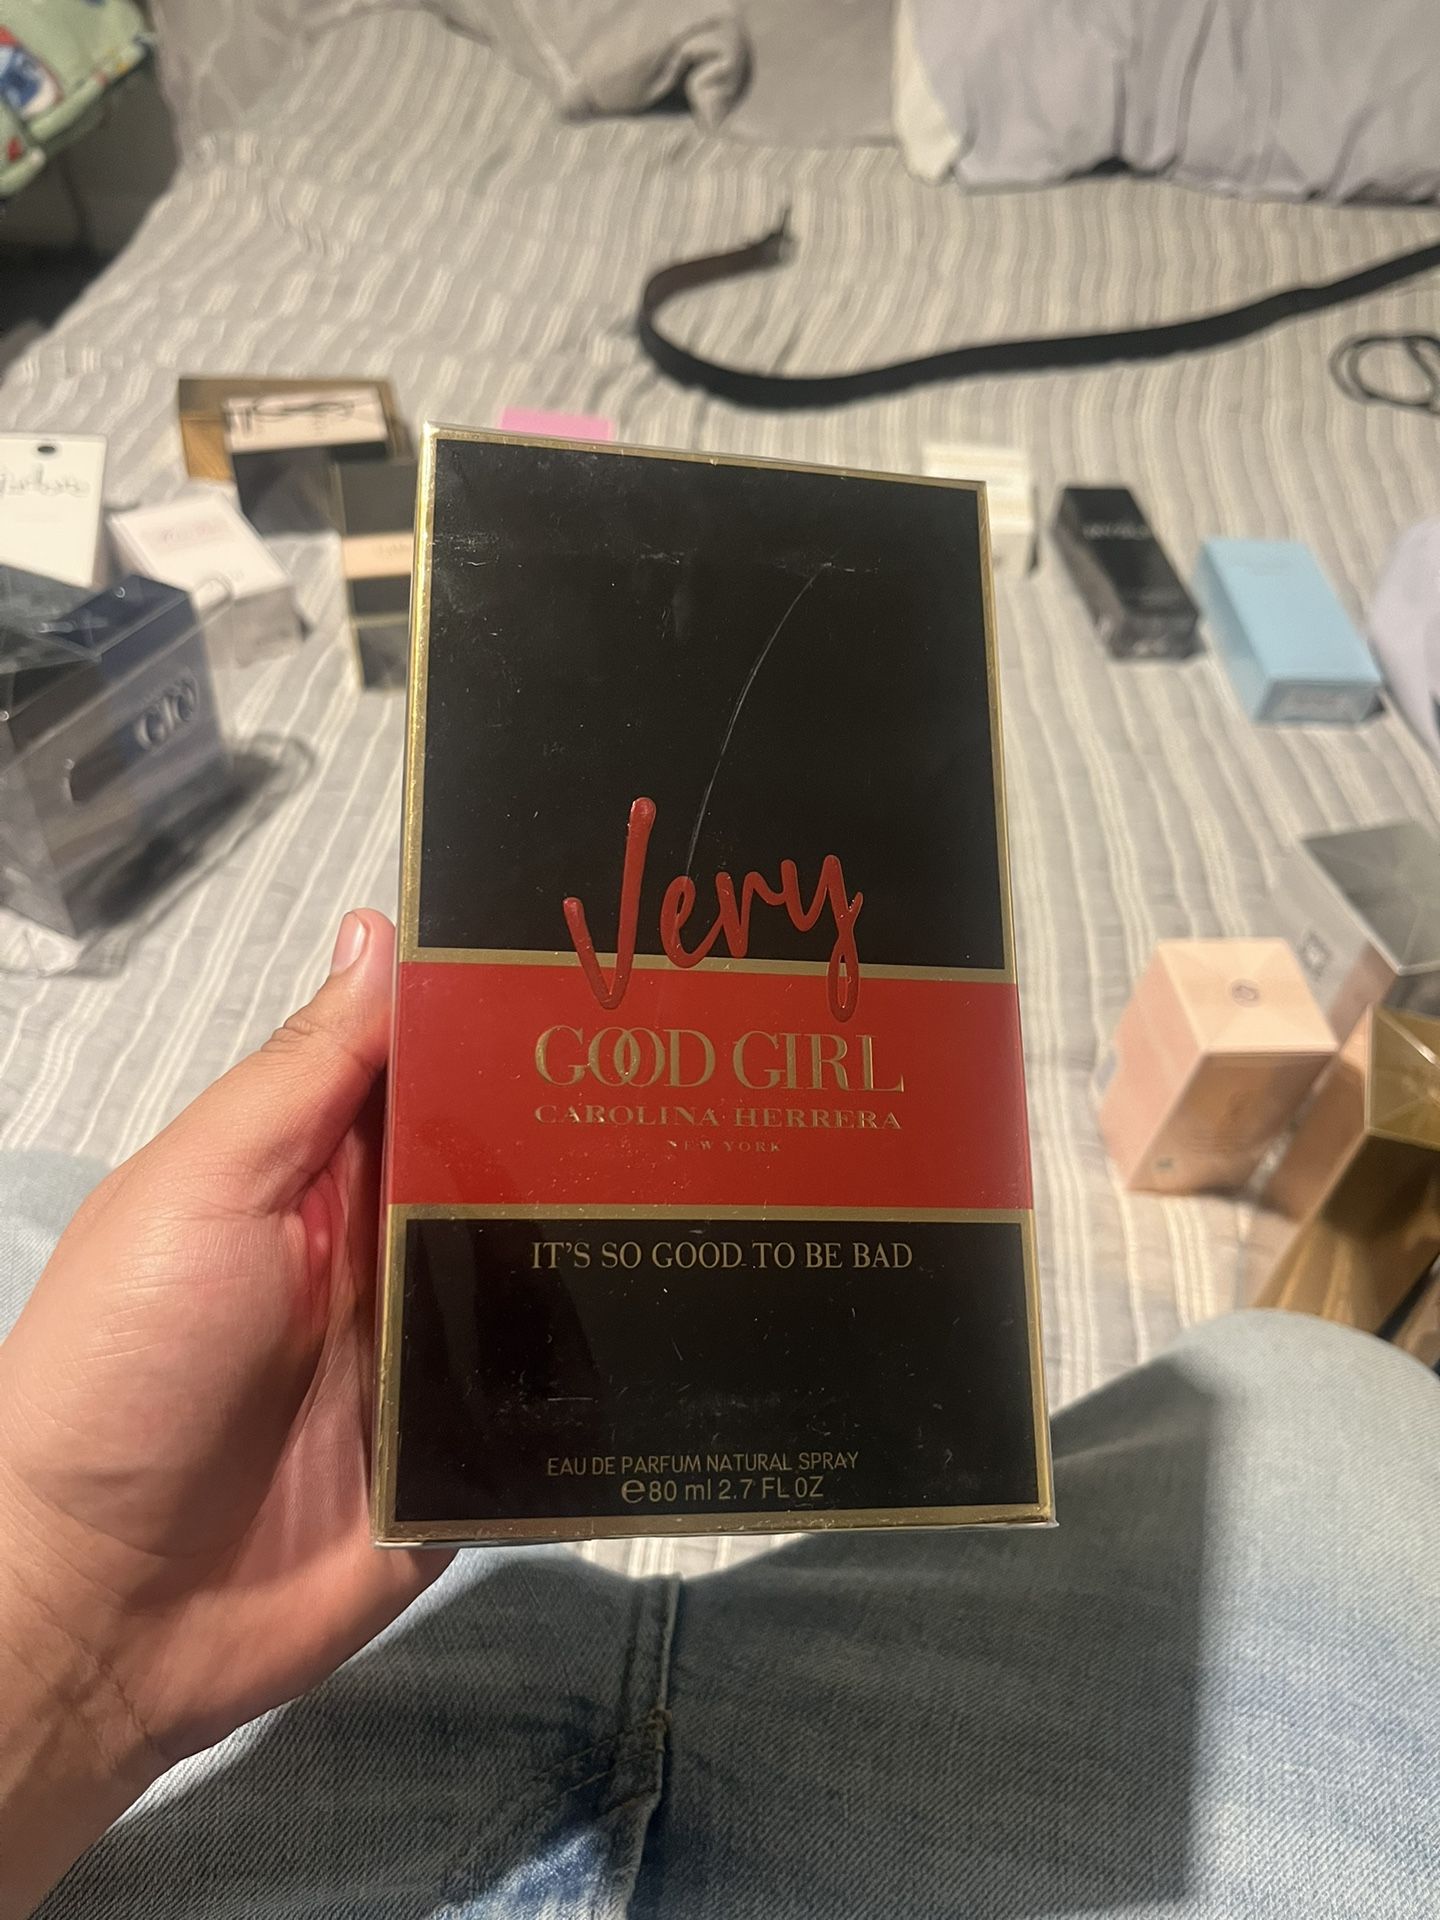 Very
GOOD GIRL
CAROLINA HERRERA
NEW YORK
IT'S SO GOOD TO BE BAD
EAU DE PARFUM NATURAL SPRAY
℮80 ml 2.7 FL OZ
GIO